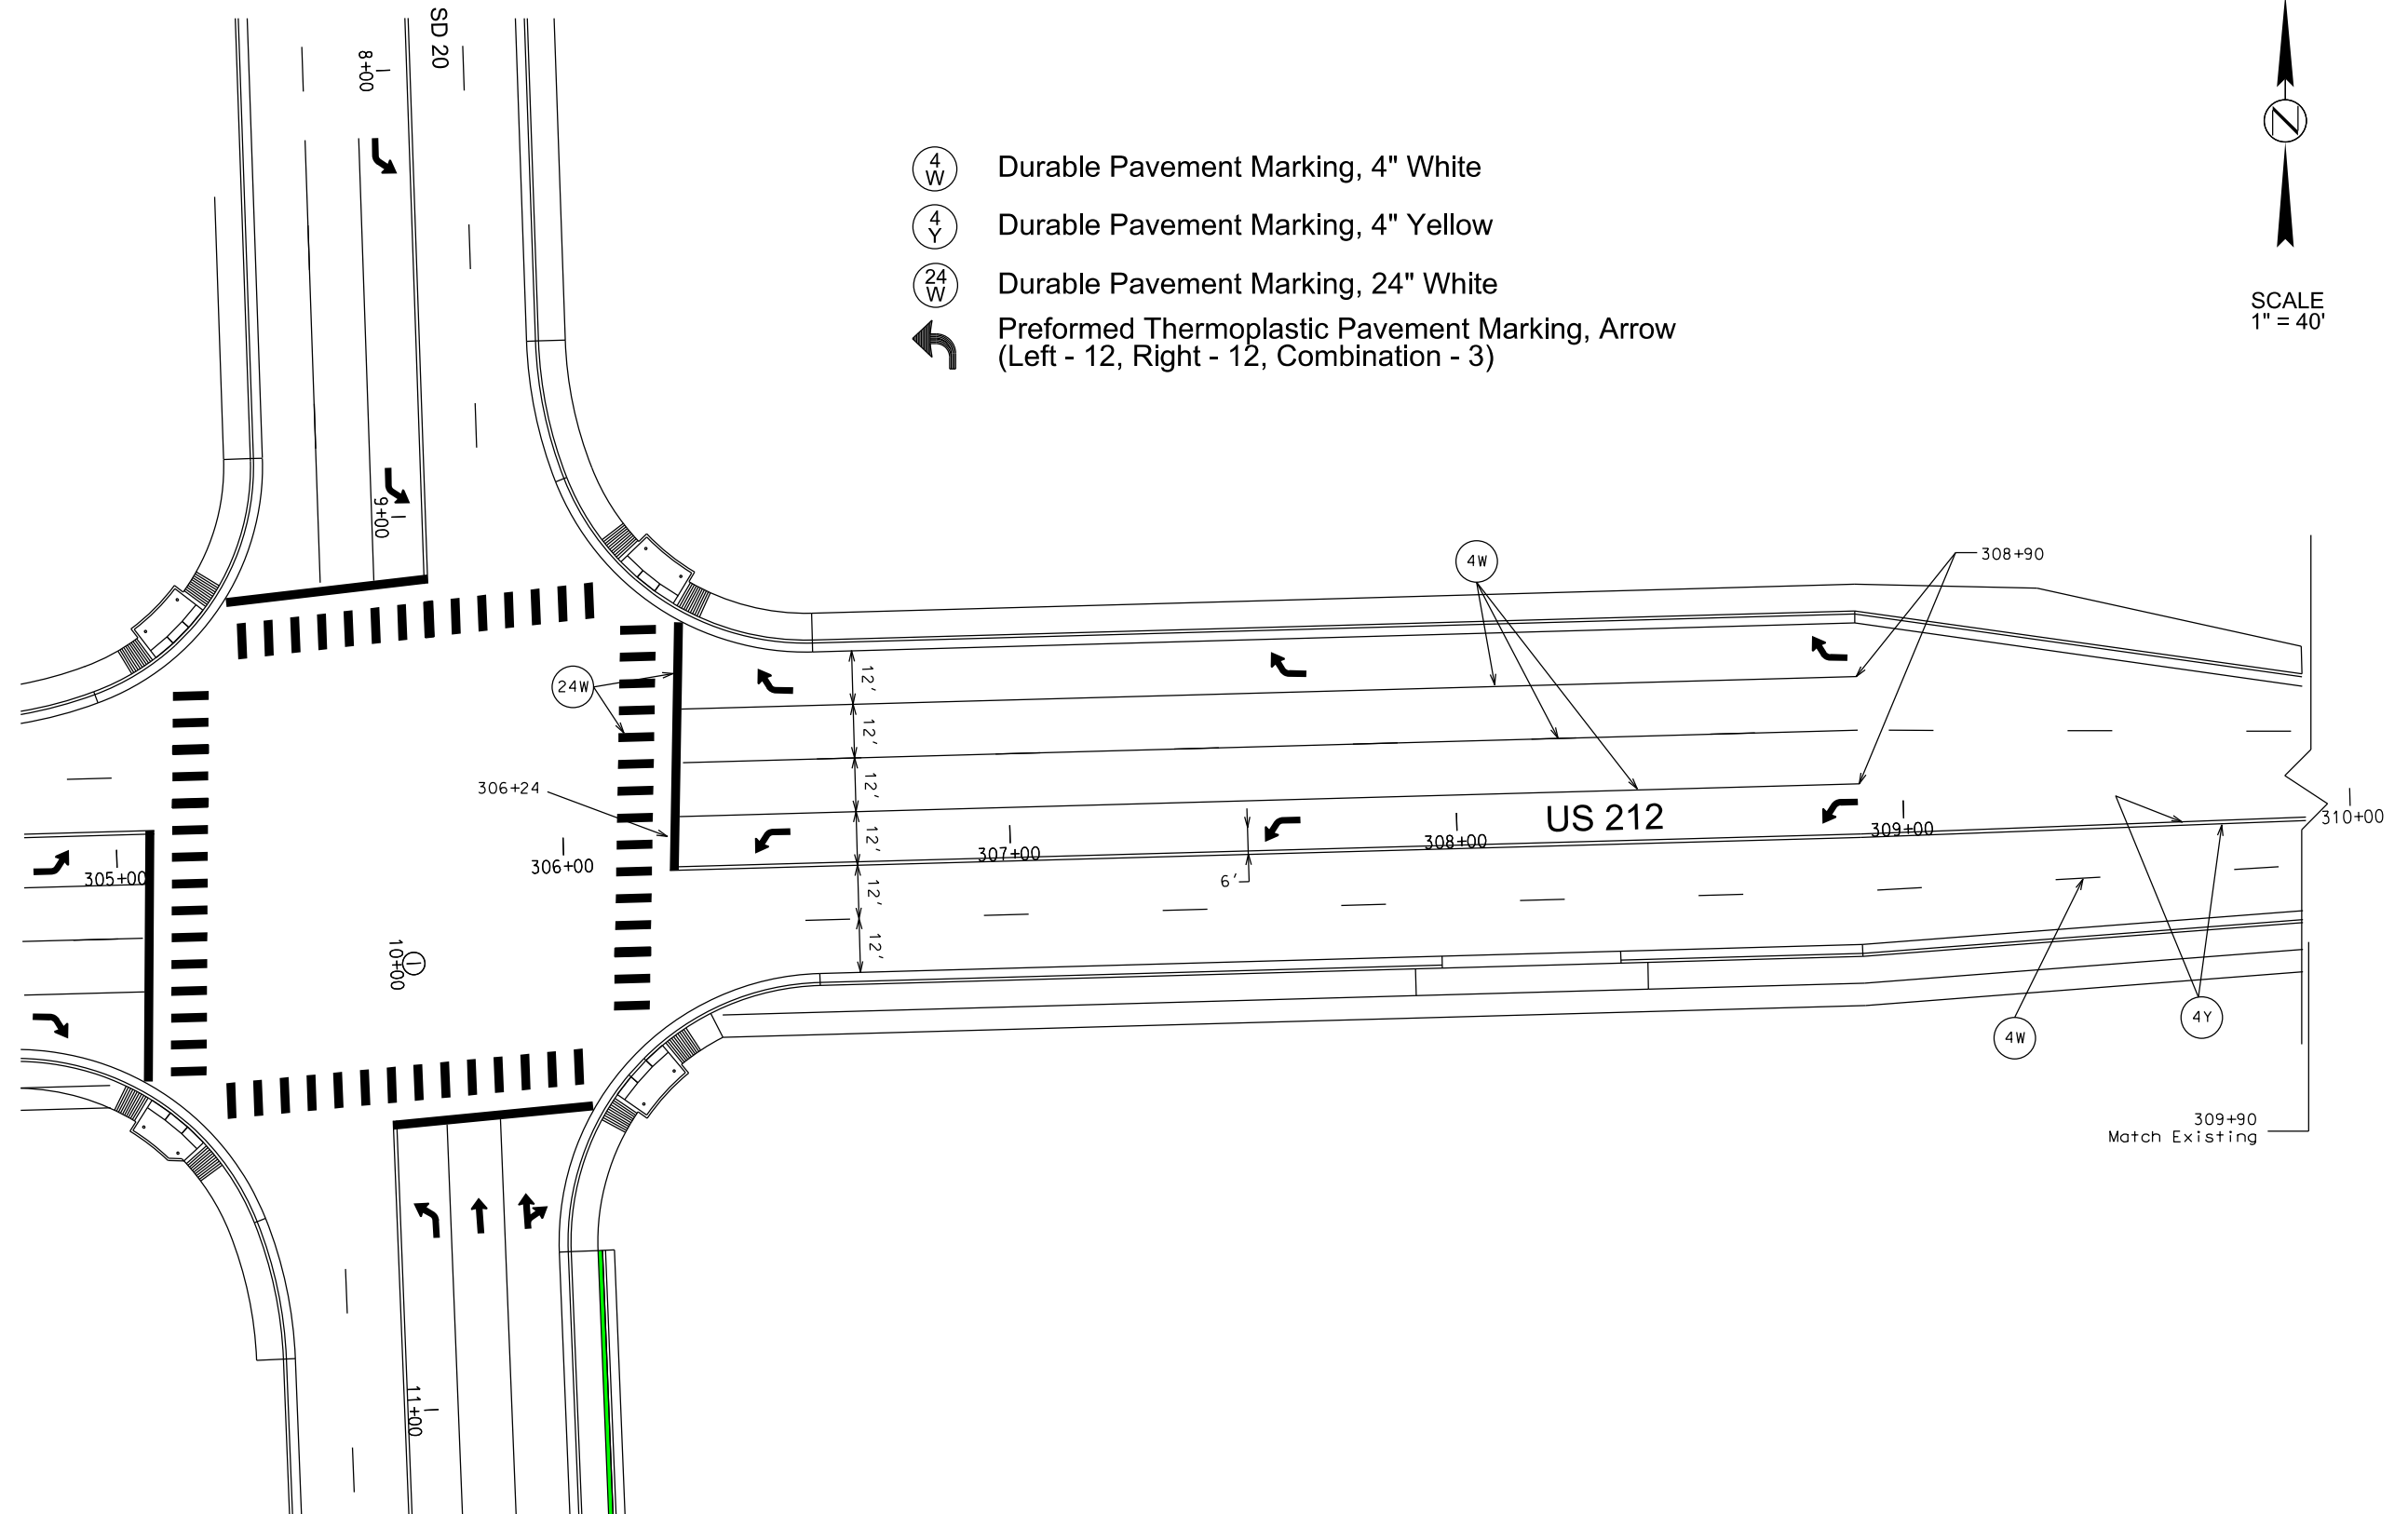 SD 20
8+00
N
4
W
Durable Pavement Marking, 4" White
4
Y
Durable Pavement Marking, 4" Yellow
24
W
Durable Pavement Marking, 24" White
Preformed Thermoplastic Pavement Marking, Arrow
(Left - 12, Right - 12, Combination - 3)
SCALE
1" = 40'
9+00
4W
308+90
24W
12'
12'
12'
12'
12'
12'
306+24
US 212
305+00
306+00
307+00
308+00
309+00
310+00
6'
10+00
4W
4Y
309+90
Match Existing
11+00